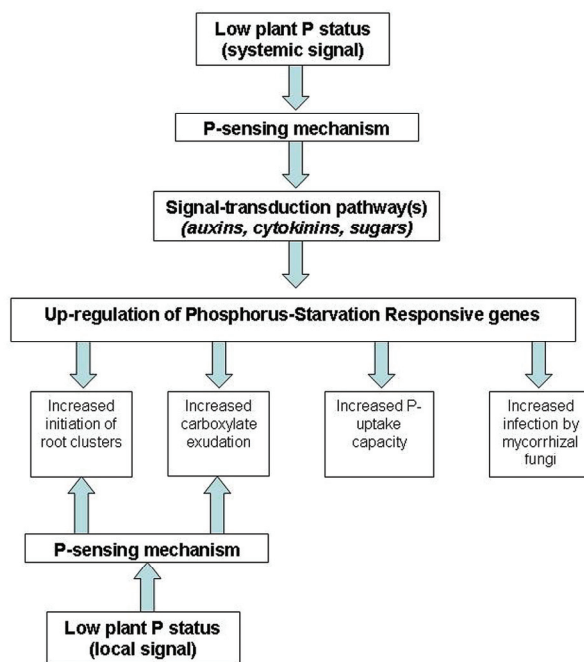 Low plant P status
(systemic signal)
P-sensing mechanism
Signal-transduction pathway(s)
(auxins, cytokinins, sugars)
Up-regulation of Phosphorus-Starvation Responsive genes
Increased
initiation of
root clusters
Increased
carboxylate
exudation
Increased P-
uptake
capacity
Increased
infection by
mycorrhizal
fungi
P-sensing mechanism
Low plant P status
(local signal)